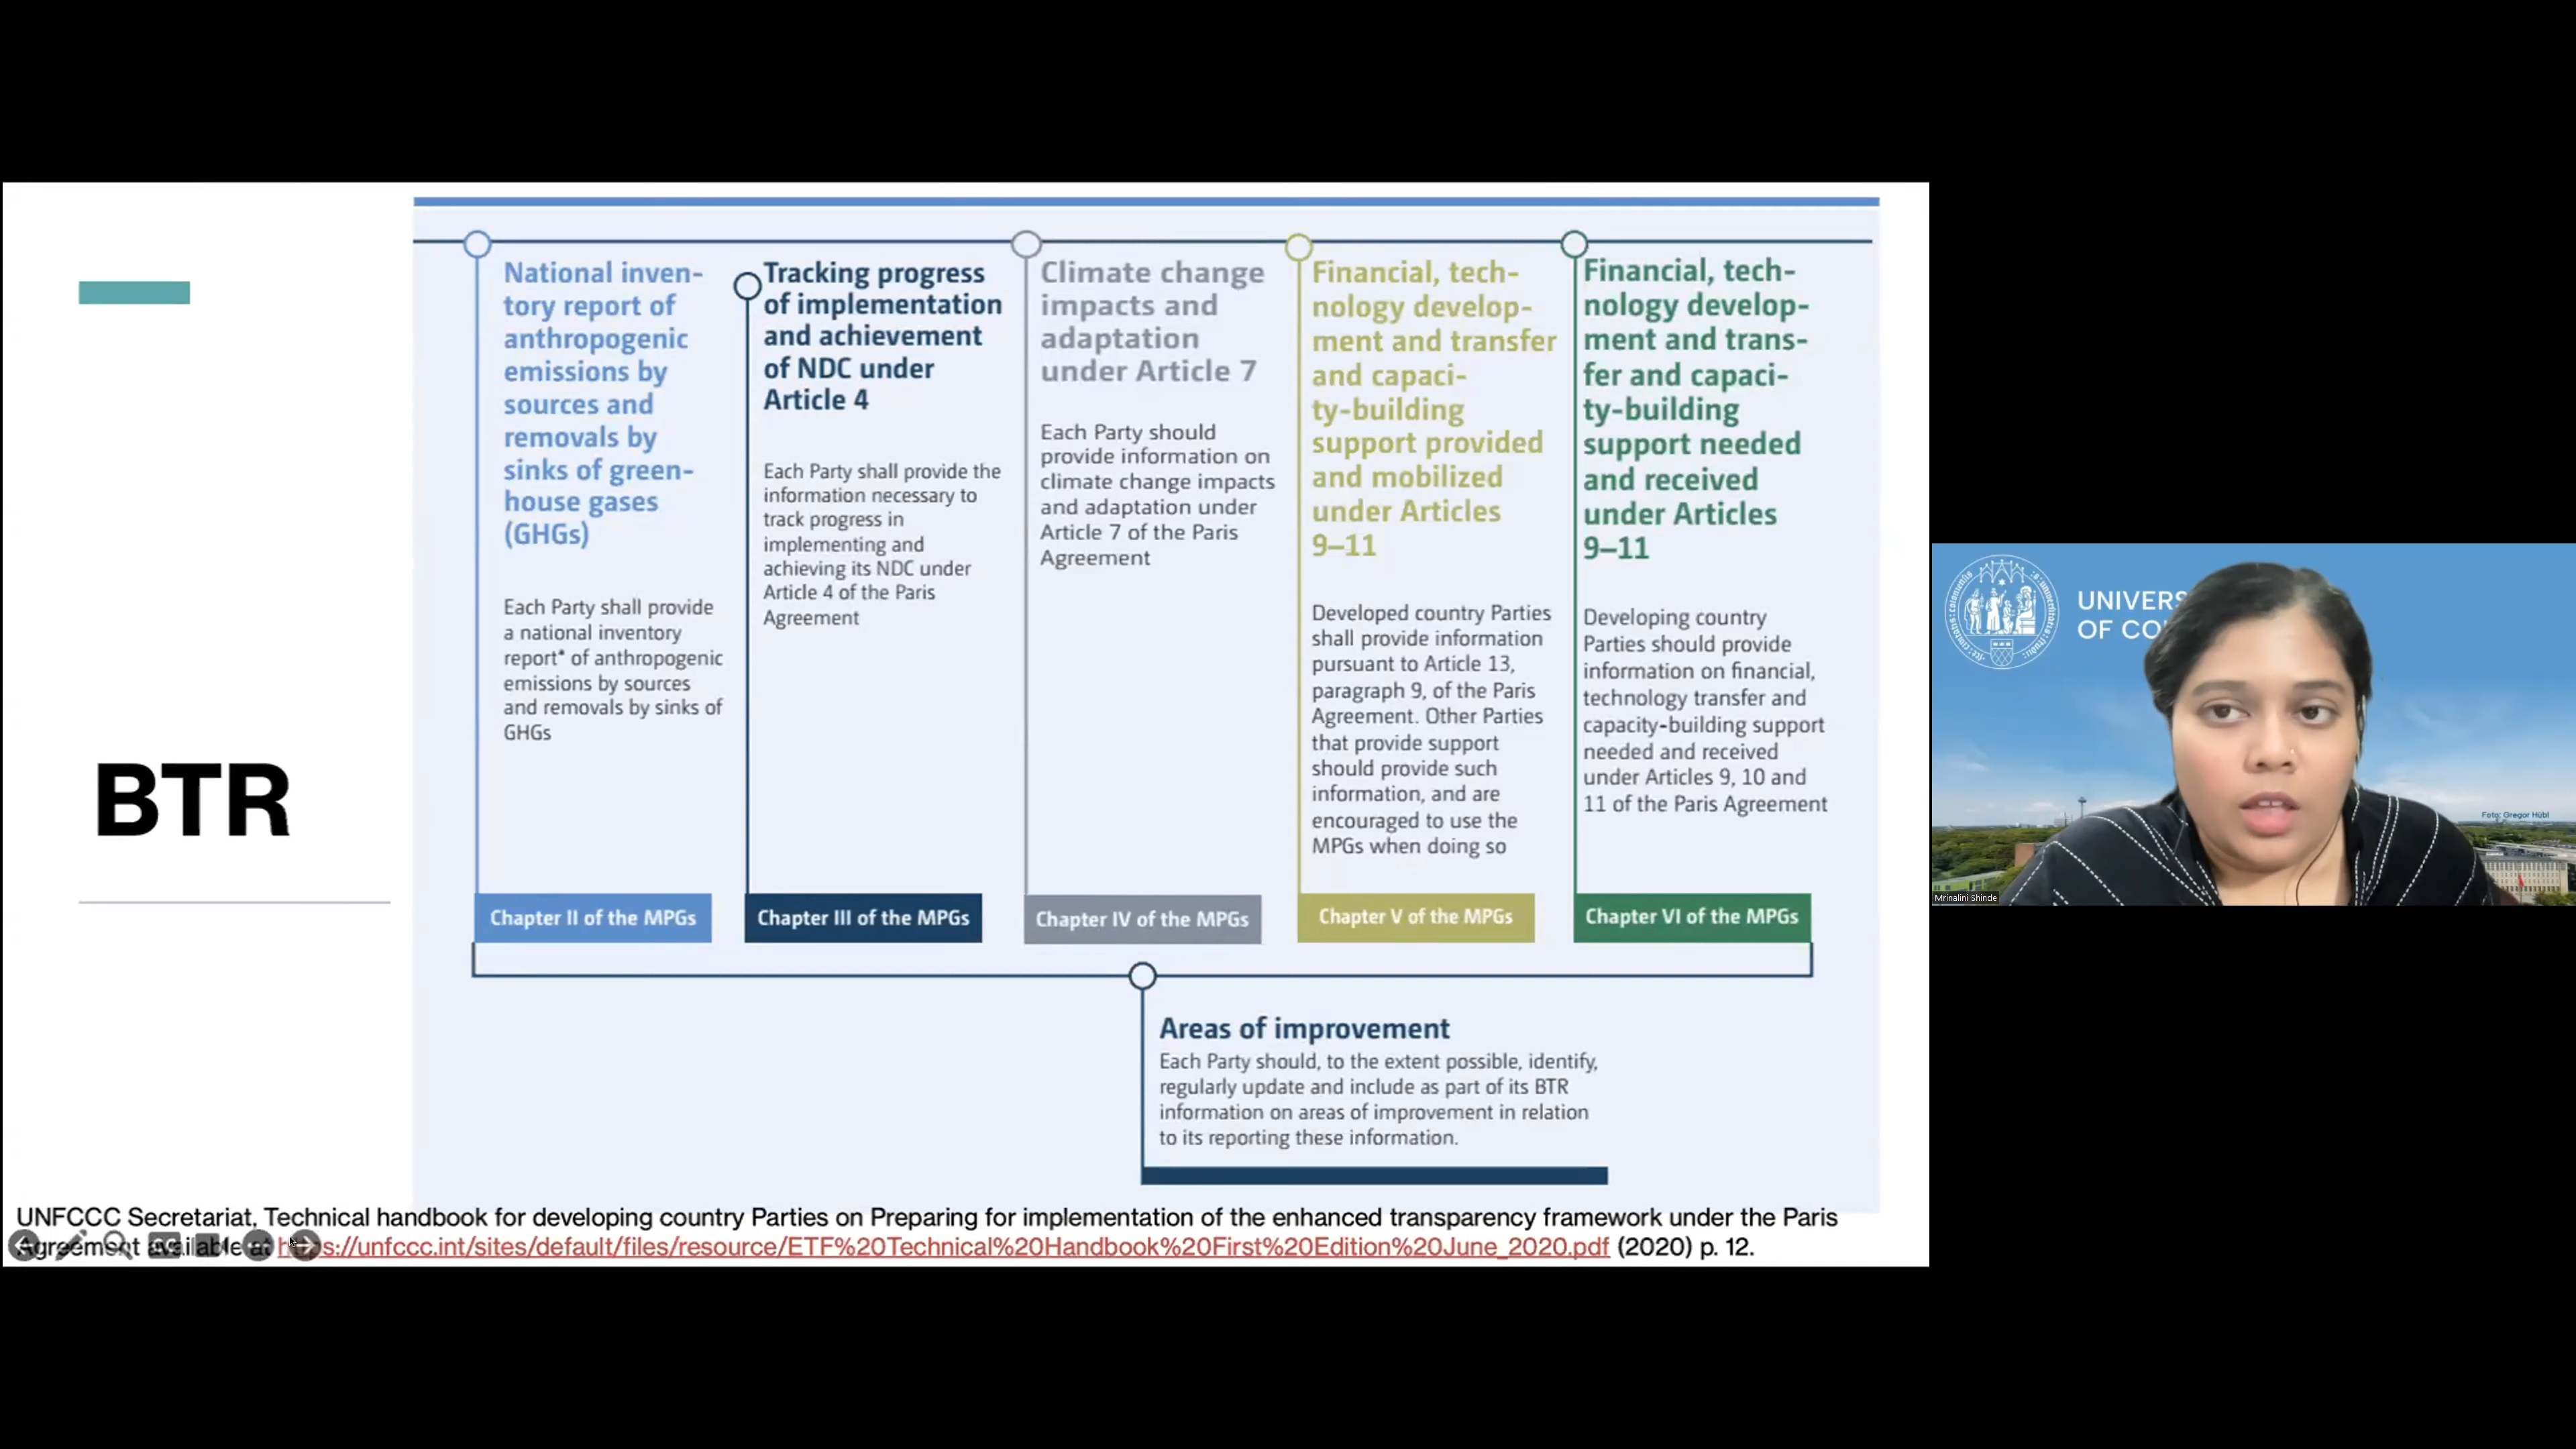 BTR
National inven-
tory report of
anthropogenic
emissions by
sources and
removals by
sinks of green-
house gases
(GHGs)
Each Party shall provide
a national inventory
report* of anthropogenic
emissions by sources
and removals by sinks of
GHGs
Chapter II of the MPGs
Tracking progress
of implementation
and achievement
of NDC under
Article 4
Each Party shall provide the
information necessary to
track progress in
implementing and
achieving its NDC under
Article 4 of the Paris
Agreement
Chapter III of the MPGs
Climate change
impacts and
adaptation
under Article 7
Each Party should
provide information on
climate change impacts
and adaptation under
Article 7 of the Paris
Agreement
Chapter IV of the MPGs
Financial, tech-
nology develop-
ment and transfer
and capaci-
ty-building
support provided
and mobilized
under Articles
9–11
Developed country Parties
shall provide information
pursuant to Article 13,
paragraph 9, of the Paris
Agreement. Other Parties
that provide support
should provide such
information, and are
encouraged to use the
MPGs when doing so
Chapter V of the MPGs
Financial, tech-
nology develop-
ment and trans-
fer and capaci-
ty-building
support needed
and received
under Articles
9–11
Developing country
Parties should provide
information on financial,
technology transfer and
capacity-building support
needed and received
under Articles 9, 10 and
11 of the Paris Agreement
Chapter VI of the MPGs
Areas of improvement
Each Party should, to the extent possible, identify,
regularly update and include as part of its BTR
information on areas of improvement in relation
to its reporting these information.
UNFCCC Secretariat, Technical handbook for developing country Parties on Preparing for implementation of the enhanced transparency framework under the Paris
Agreement available at https://unfccc.int/sites/default/files/resource/ETF%20Technical%20Handbook%20First%20Edition%20June_2020.pdf (2020) p. 12.
UNIVERS
OF CO
Foto: Gregor Hübl
Mrinalini Shinde